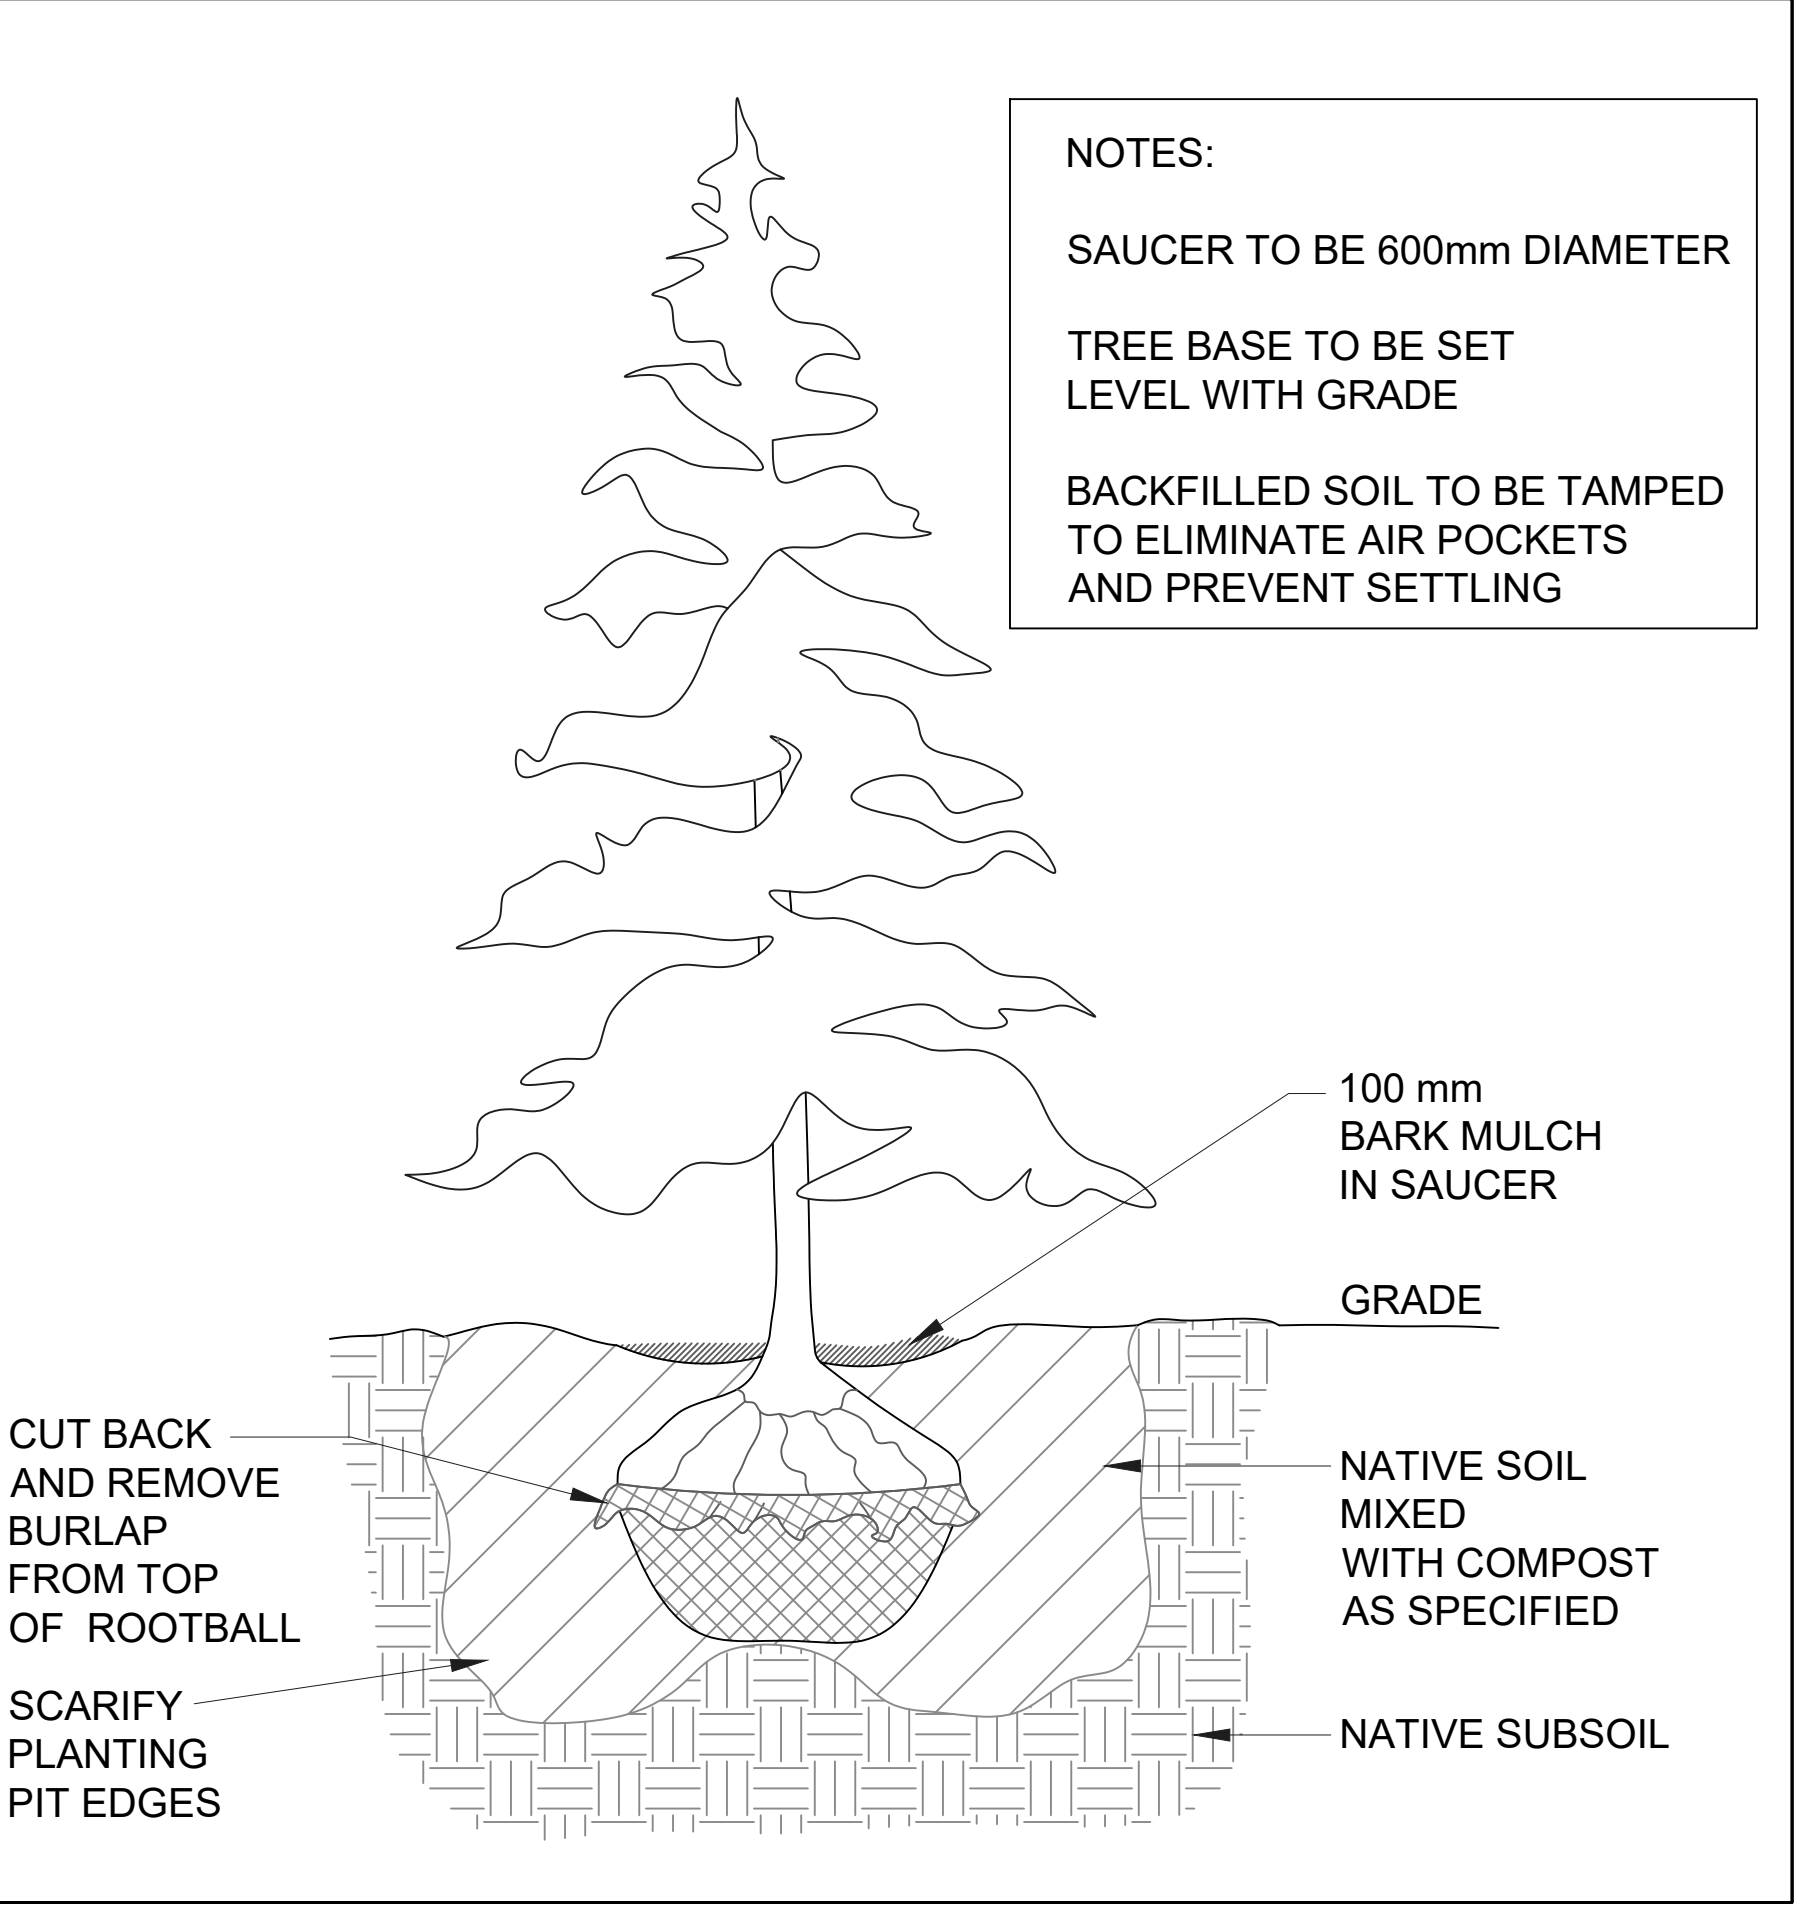 NOTES:
SAUCER TO BE 600mm DIAMETER
TREE BASE TO BE SET
LEVEL WITH GRADE
BACKFILLED SOIL TO BE TAMPED
TO ELIMINATE AIR POCKETS
AND PREVENT SETTLING
100 mm
BARK MULCH
IN SAUCER
GRADE
CUT BACK
AND REMOVE
BURLAP
FROM TOP
OF ROOTBALL
SCARIFY
PLANTING
PIT EDGES
NATIVE SOIL
MIXED
WITH COMPOST
AS SPECIFIED
NATIVE SUBSOIL